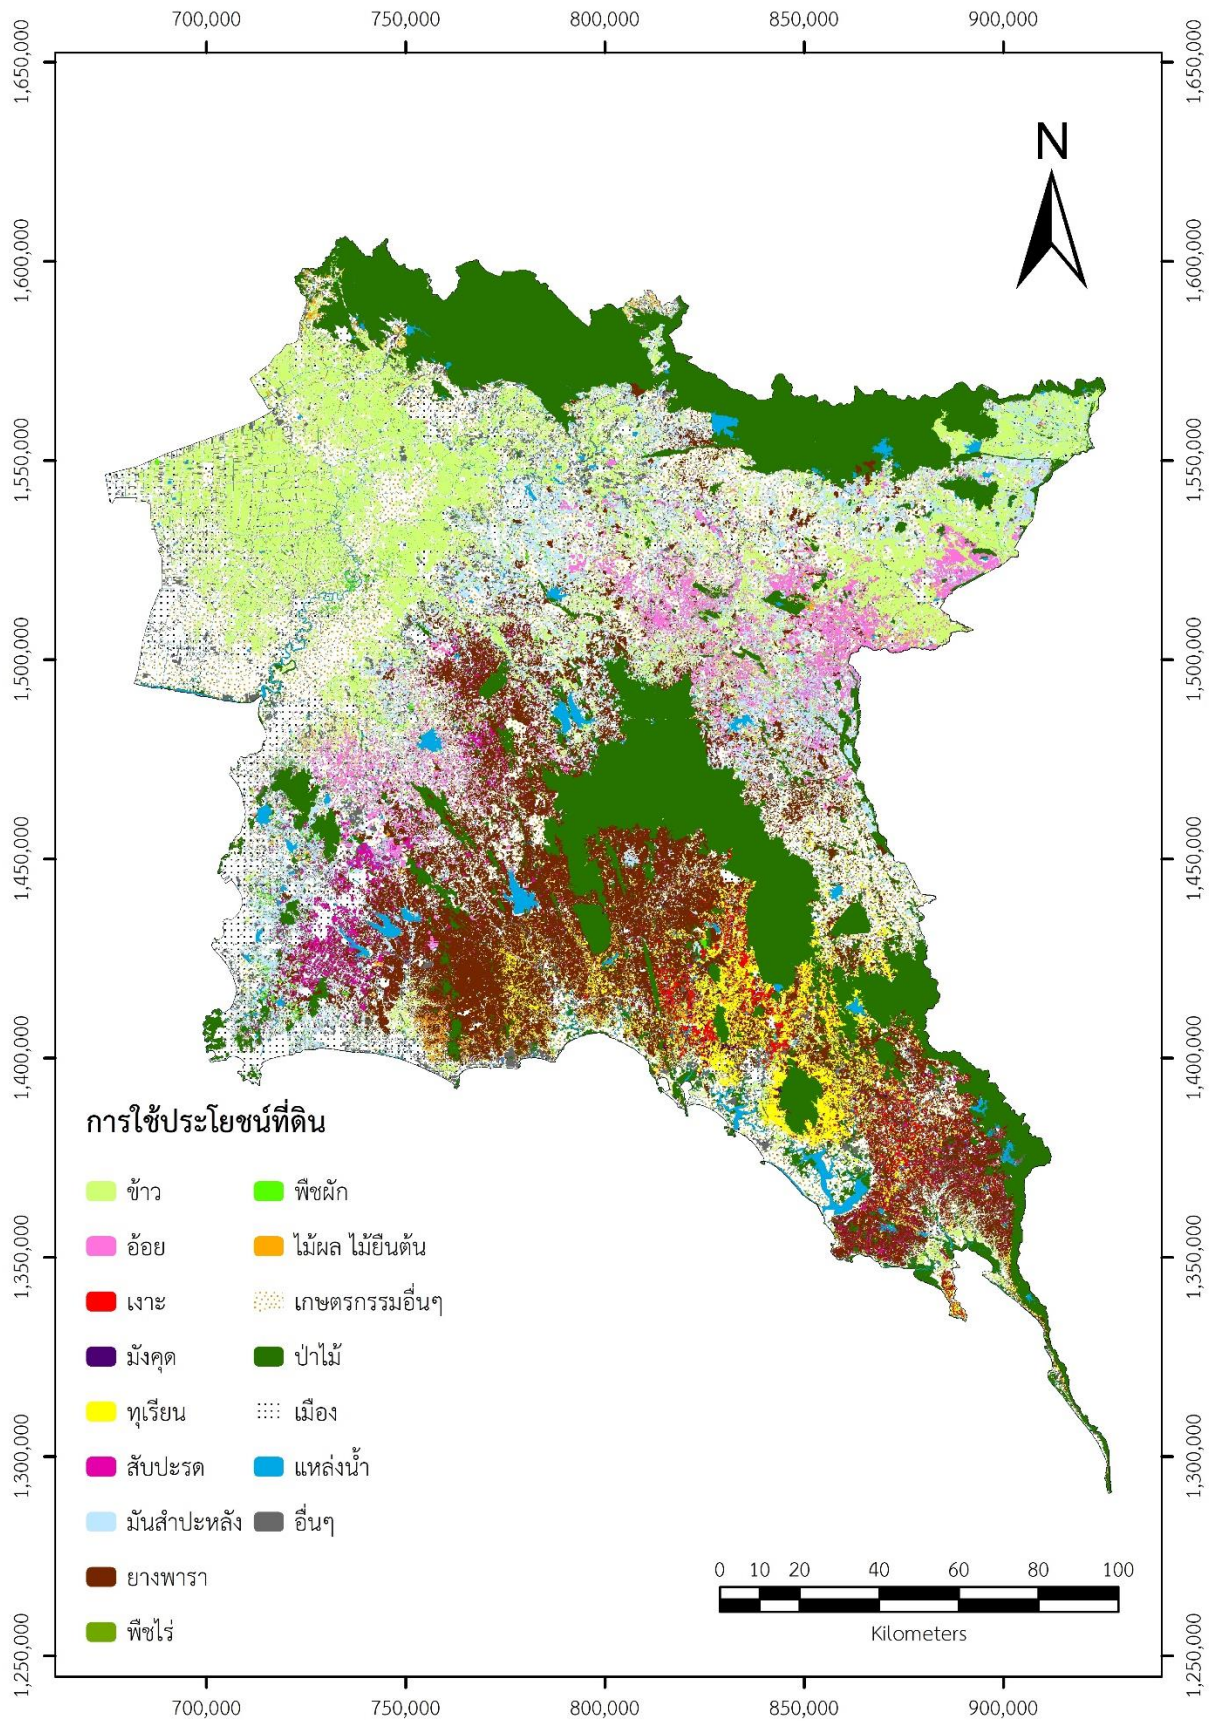 700,000 750,000 800,000 850,000 900,000
1,650,000 1,650,000
N
1,600,000 1,600,000
1,550,000 1,550,000
1,500,000 1,500,000
1,450,000 1,450,000
1,400,000 1,400,000
การใช้ประโยชน์ที่ดิน
ข้าว พืชผัก
อ้อย ไม้ผล ไม้ยืนต้น
1,350,000 1,350,000
เงาะ เกษตรกรรมอื่นๆ
มังคุด ป่าไม้
ทุเรียน เมือง
1,300,000 1,300,000
สับปะรด แหล่งน้ำ
มันสำปะหลัง อื่นๆ
ยางพารา
พืชไร่
0 10 20 40 60 80 100
Kilometers
1,250,000 1,250,000
700,000 750,000 800,000 850,000 900,000